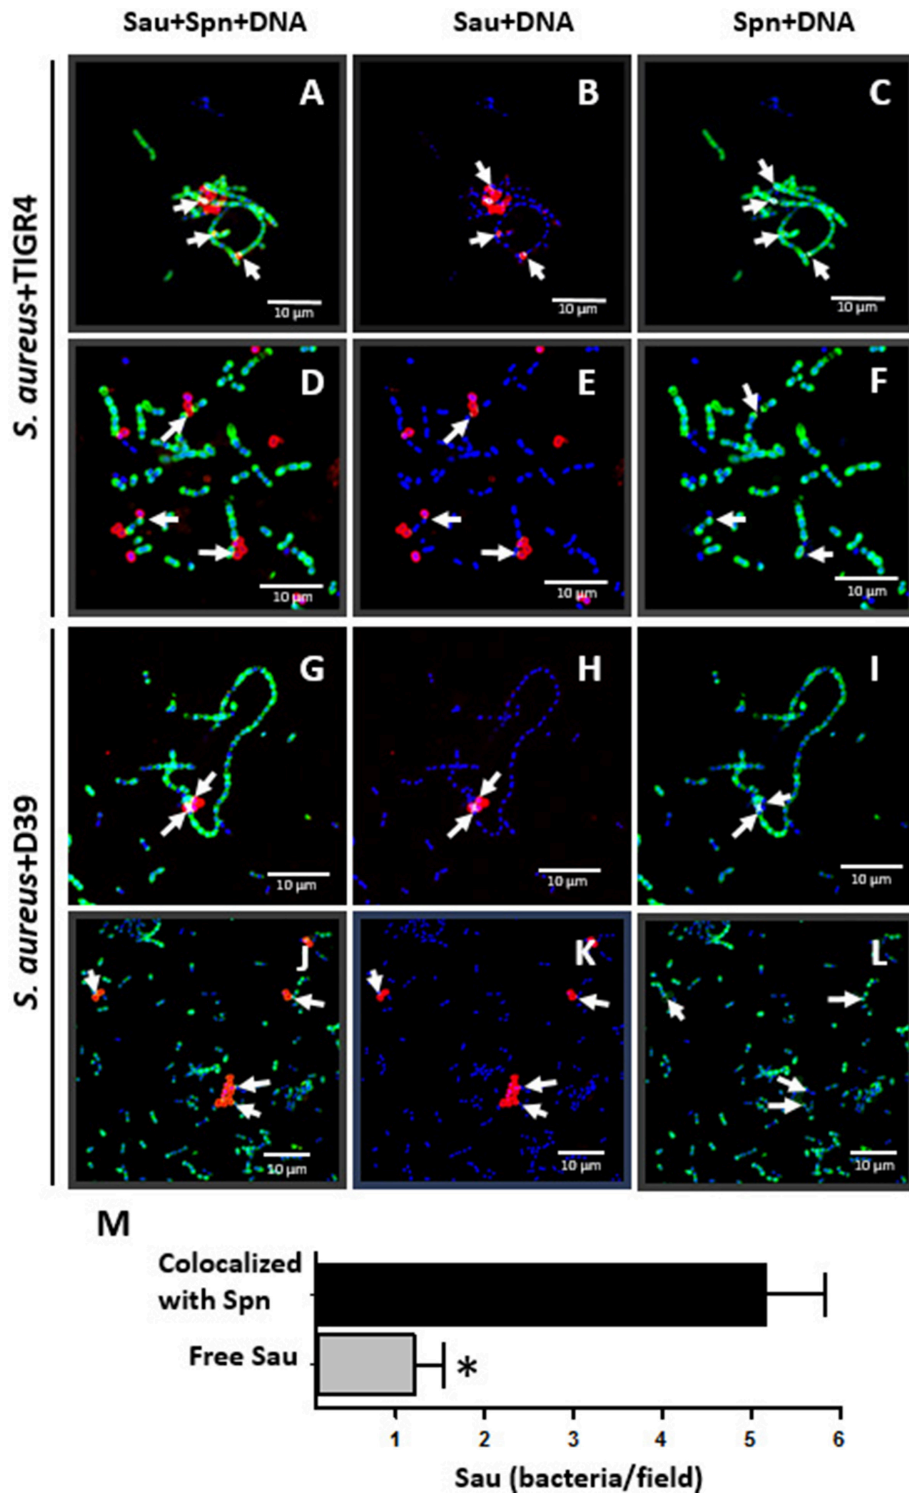 Sau+Spn+DNA Sau+DNA Spn+DNA
S. aureus+TIGR4
A B C
10 µm 10 µm 10 µm
D E F
10 µm 10 µm 10 µm
S. aureus+D39
G H I
10 µm 10 µm 10 µm
J K L
10 µm 10 µm 10 µm
M
Colocalized
with Spn
Free Sau *
1 2 3 4 5 6
Sau (bacteria/field)